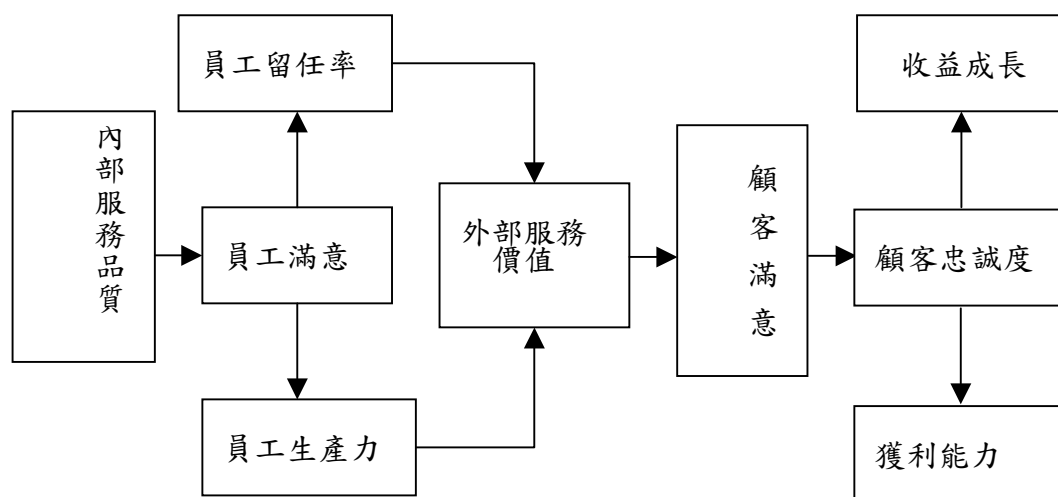 內部服務品質
員工留任率
員工滿意
員工生產力
外部服務
價值
顧客滿意
收益成長
顧客忠誠度
獲利能力